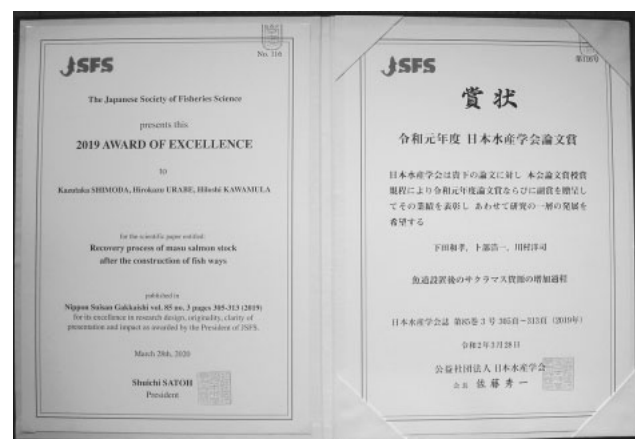 JSFS
No. 116
The Japanese Society of Fisheries Science
presents this
2019 AWARD OF EXCELLENCE
to
Kazutaka SHIMODA, Hirokazu URABE, Hiloshi KAWAMULA
for the scientific paper entitled:
Recovery process of masu salmon stock
after the construction of fish ways
published in
Nippon Suisan Gakkaishi vol. 85 no. 3 pages 305-313 (2019)
for its excellence in research design, originality, clarity of
presentation and impact as awarded by the President of JSFS.
March 28th, 2020
Shuichi SATOH
President
JSFS
第116号
賞状
令和元年度 日本水産学会論文賞
日本水産学会は貴下の論文に対し 本会論文賞授賞
規程により令和元年度論文賞ならびに副賞を贈呈し
てその業績を表彰し あわせて研究の一層の発展を
希望する
下田和孝、卜部浩一、川村洋司
魚道設置後のサクラマス資源の増加過程
日本水産学会誌 第85巻 3 号 305頁−313頁 (2019年)
令和2年3月28日
公益社団法人 日本水産学会
会長 佐藤秀一